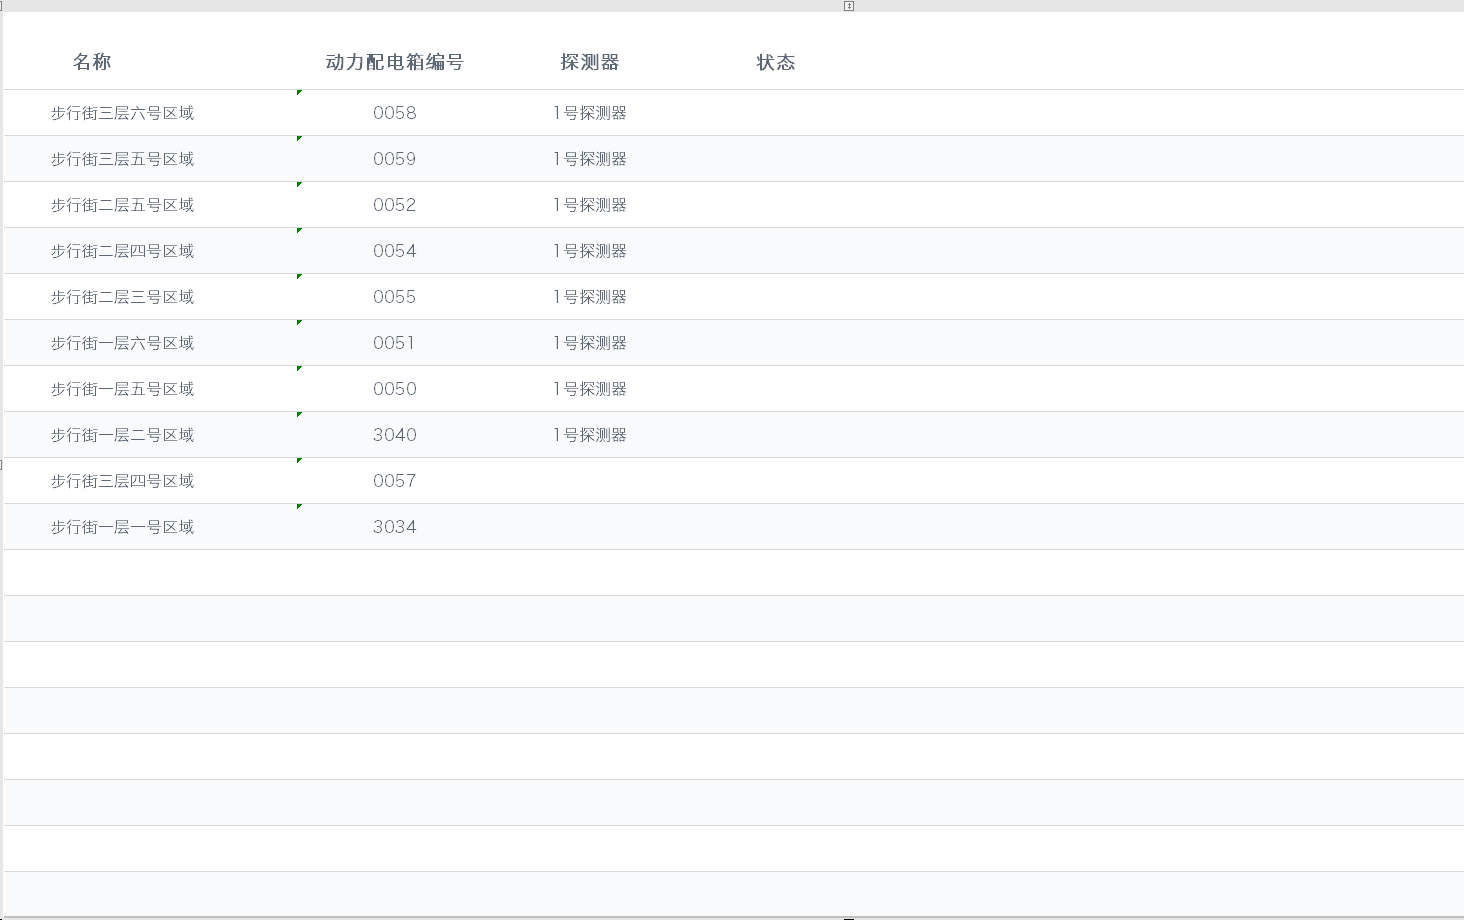 名称 动力配电箱编号 探测器 状态
步行街三层六号区域 0058 1号探测器
步行街三层五号区域 0059 1号探测器
步行街二层五号区域 0052 1号探测器
步行街二层四号区域 0054 1号探测器
步行街二层三号区域 0055 1号探测器
步行街一层六号区域 0051 1号探测器
步行街一层五号区域 0050 1号探测器
步行街一层二号区域 3040 1号探测器
步行街三层四号区域 0057
步行街一层一号区域 3034